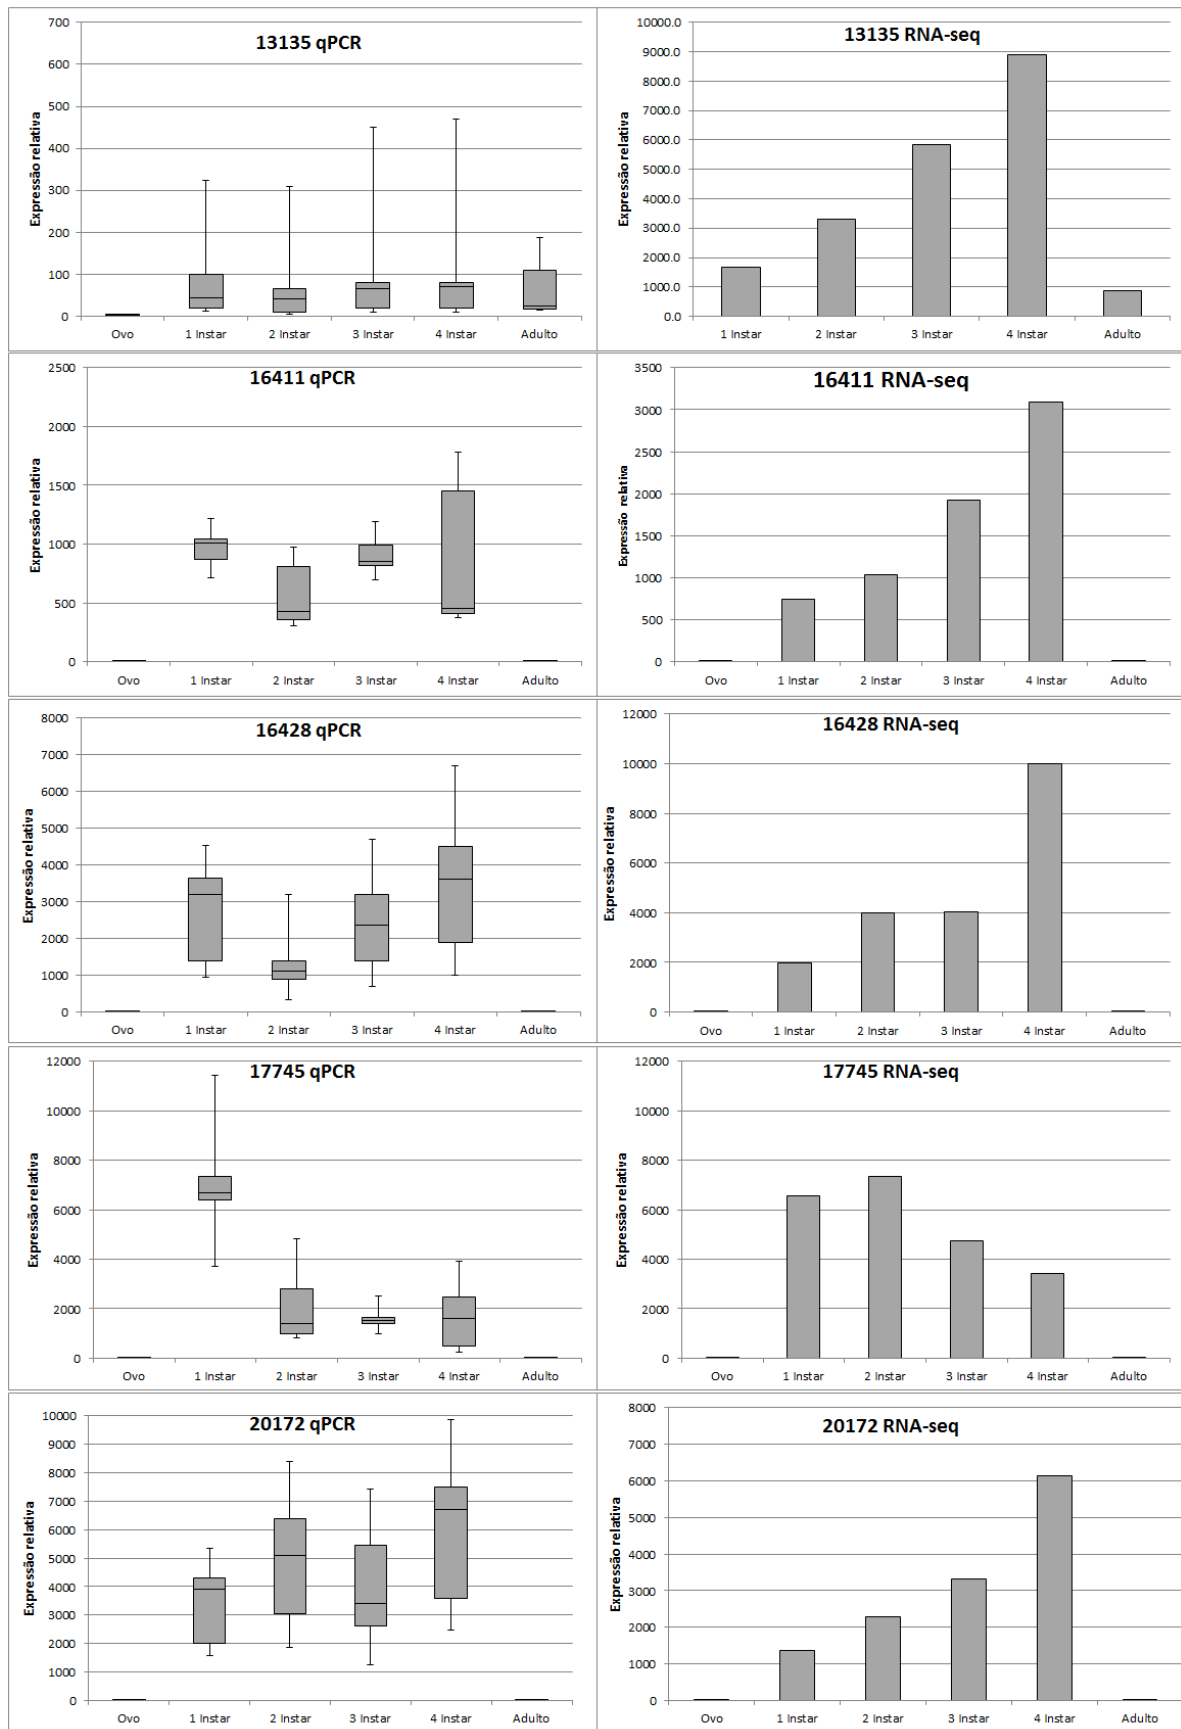 13135 qPCR
Expressão relativa
700
600
500
400
300
200
100
0
Ovo 1 Instar 2 Instar 3 Instar 4 Instar Adulto
13135 RNA-seq
Expressão relativa
10000.0
9000.0
8000.0
7000.0
6000.0
5000.0
4000.0
3000.0
2000.0
1000.0
0.0
1 Instar 2 Instar 3 Instar 4 Instar Adulto
16411 qPCR
Expressão relativa
2500
2000
1500
1000
500
0
Ovo 1 Instar 2 Instar 3 Instar 4 Instar Adulto
16411 RNA-seq
Expressão relativa
3500
3000
2500
2000
1500
1000
500
0
Ovo 1 Instar 2 Instar 3 Instar 4 Instar Adulto
16428 qPCR
Expressão relativa
8000
7000
6000
5000
4000
3000
2000
1000
0
Ovo 1 Instar 2 Instar 3 Instar 4 Instar Adulto
16428 RNA-seq
Expressão relativa
12000
10000
8000
6000
4000
2000
0
Ovo 1 Instar 2 Instar 3 Instar 4 Instar Adulto
17745 qPCR
Expressão relativa
12000
10000
8000
6000
4000
2000
0
Ovo 1 Instar 2 Instar 3 Instar 4 Instar Adulto
17745 RNA-seq
Expressão relativa
12000
10000
8000
6000
4000
2000
0
Ovo 1 Instar 2 Instar 3 Instar 4 Instar Adulto
20172 qPCR
Expressão relativa
10000
9000
8000
7000
6000
5000
4000
3000
2000
1000
0
Ovo 1 Instar 2 Instar 3 Instar 4 Instar Adulto
20172 RNA-seq
Expressão relativa
8000
7000
6000
5000
4000
3000
2000
1000
0
Ovo 1 Instar 2 Instar 3 Instar 4 Instar Adulto